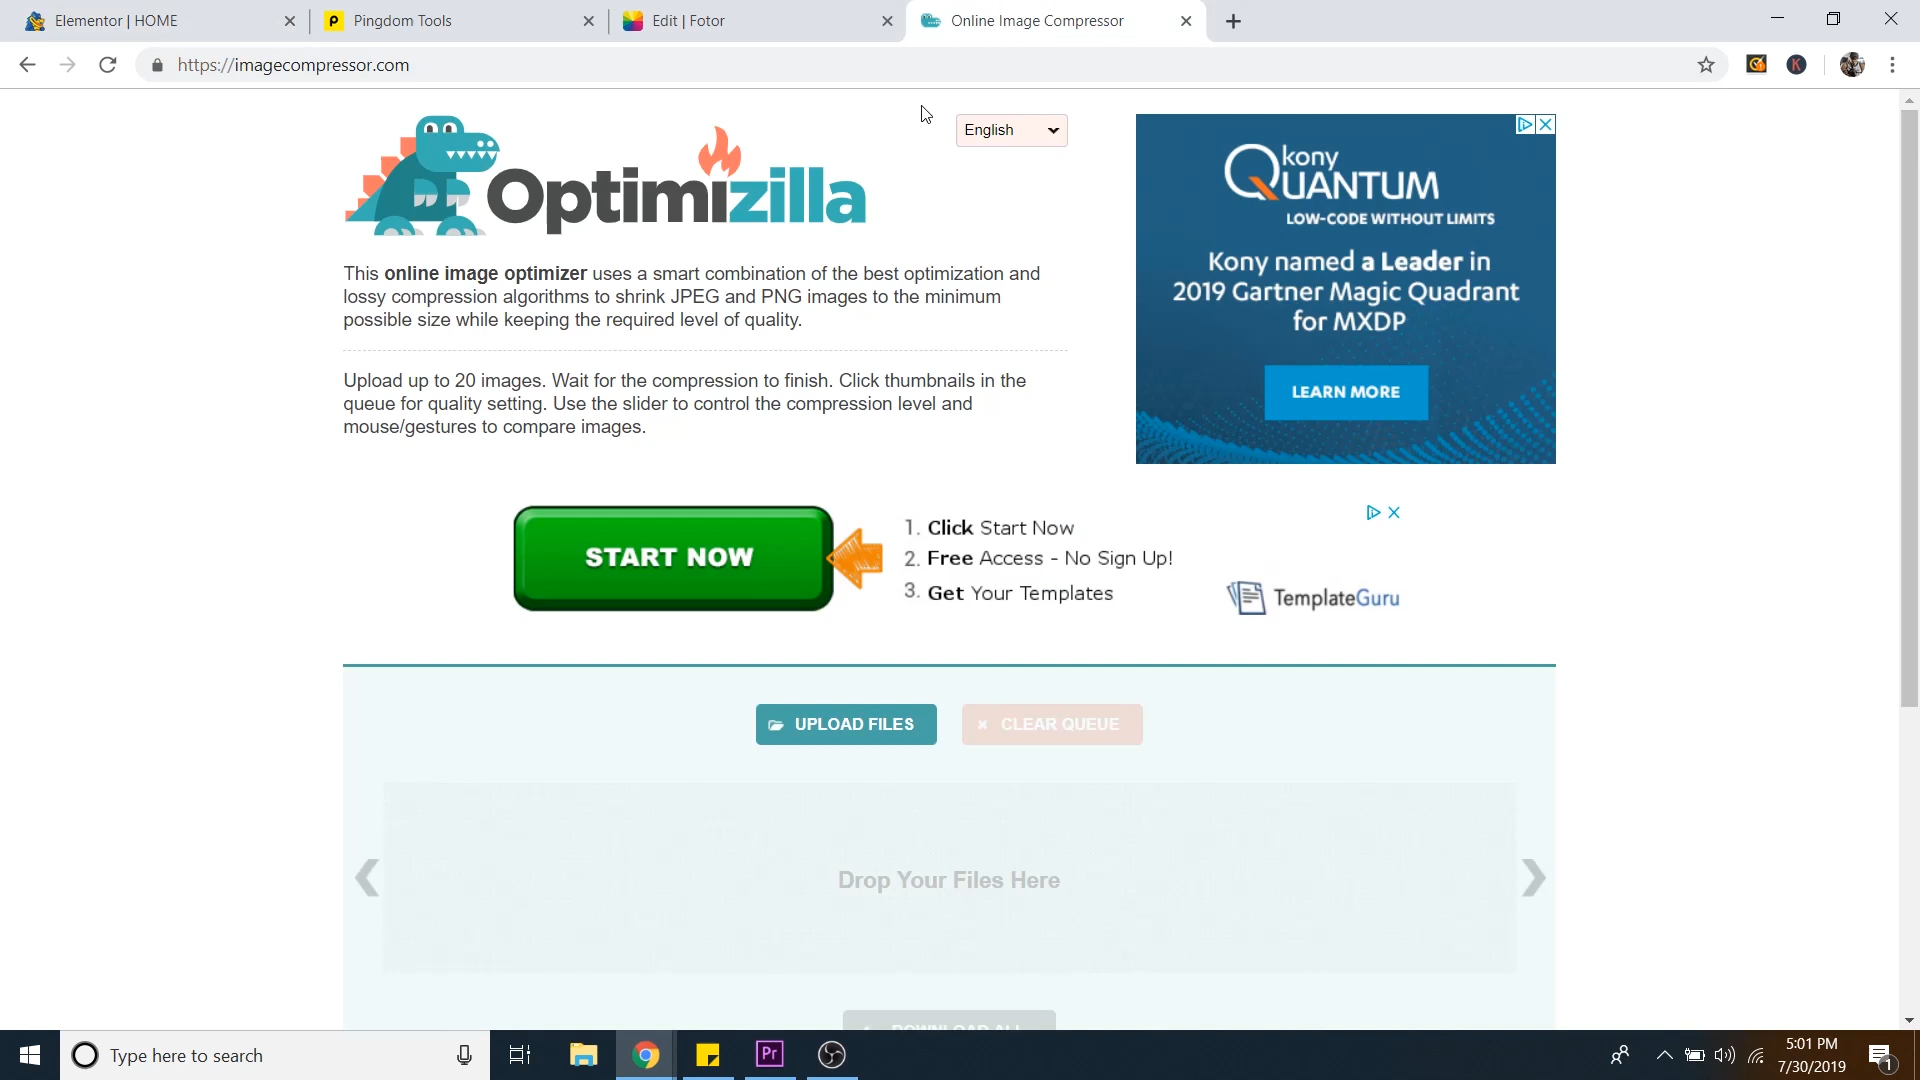 Elementor | HOME
Pingdom Tools
Edit | Fotor
Online Image Compressor
https://imagecompressor.com
Optimizilla
English
This online image optimizer uses a smart combination of the best optimization and
lossy compression algorithms to shrink JPEG and PNG images to the minimum
possible size while keeping the required level of quality.
Upload up to 20 images. Wait for the compression to finish. Click thumbnails in the
queue for quality setting. Use the slider to control the compression level and
mouse/gestures to compare images.
kony
QUANTUM
LOW-CODE WITHOUT LIMITS
Kony named a Leader in
2019 Gartner Magic Quadrant
for MXDP
LEARN MORE
START NOW
1. Click Start Now
2. Free Access - No Sign Up!
3. Get Your Templates
TemplateGuru
UPLOAD FILES
CLEAR QUEUE
Drop Your Files Here
DOWNLOAD ALL
Type here to search
Pr
5:01 PM
7/30/2019
1